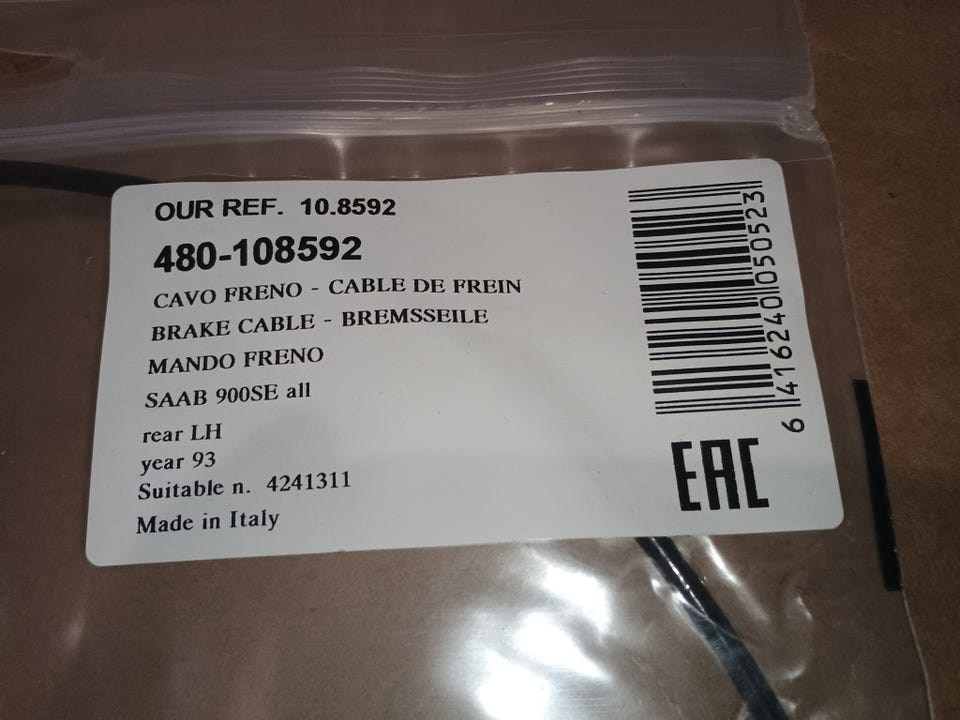 OUR REF. 10.8592
480-108592
CAVO FRENO - CABLE DE FREIN
BRAKE CABLE - BREMSSEILE
MANDO FRENO
SAAB 900SE all
rear LH
year 93
Suitable n. 4241311
Made in Italy
6 416240 050523
EAC